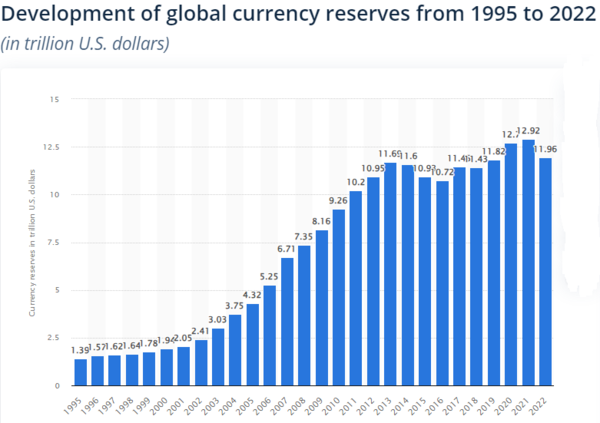 Development of global currency reserves from 1995 to 2022
(in trillion U.S. dollars)
Currency reserves in trillion U.S. dollars
15
12.5
10
7.5
5
2.5
0
1.39 1.57 1.62 1.64 1.78 1.94 2.05 2.41 3.03 3.75 4.32 5.25 6.71 7.35 8.16 9.26 10.2 10.95 11.69 11.6 10.93 10.72 11.43 11.82 12.7 12.92 11.96
1995 1996 1997 1998 1999 2000 2001 2002 2003 2004 2005 2006 2007 2008 2009 2010 2011 2012 2013 2014 2015 2016 2017 2018 2019 2020 2021 2022